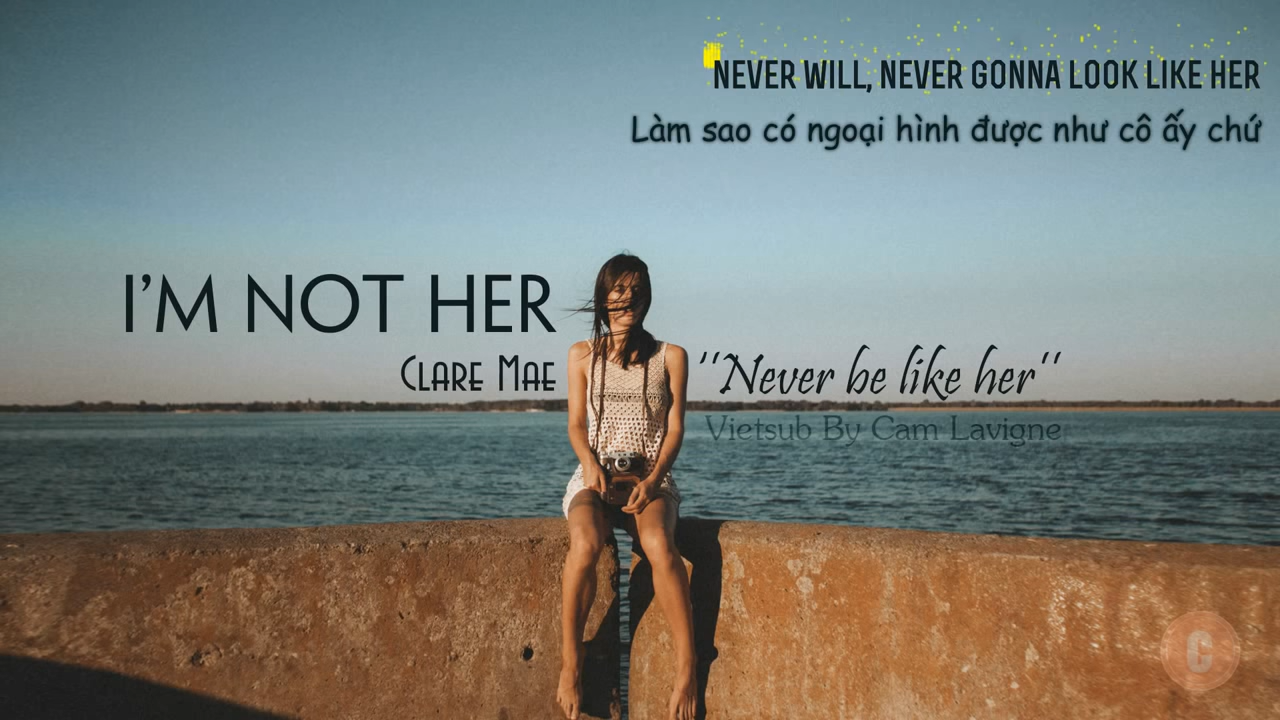 NEVER WILL, NEVER GONNA LOOK LIKE HER
Làm sao có ngoại hình được như cô ấy chứ
I'M NOT HER
CLARE MAE
''Never be like her''
Vietsub By Cam Lavigne
C